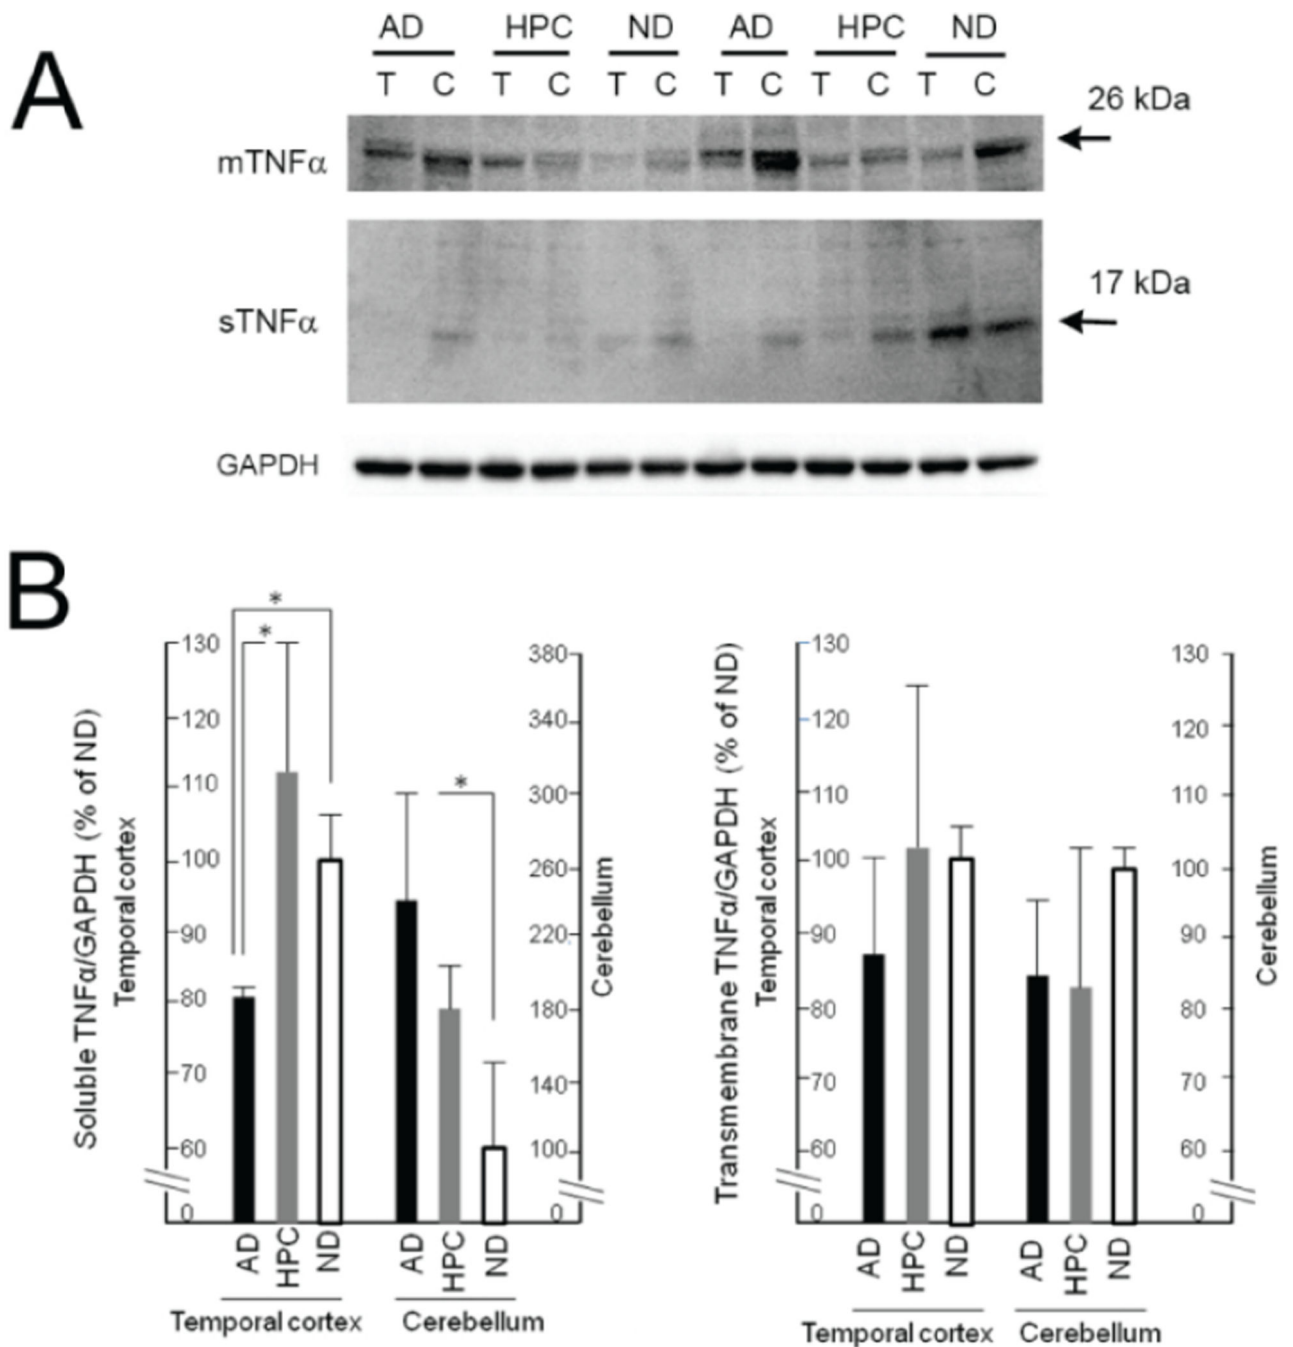 A
AD HPC ND AD HPC ND
T C T C T C T C T C T C
26 kDa
mTNFα
17 kDa
sTNFα
GAPDH
B
Soluble TNFα/GAPDH (% of ND)
Temporal cortex
130
120
110
100
90
80
70
60
0
*
*
*
380
340
300
260
220
180
140
100
0
Cerebellum
AD HPC ND AD HPC ND
Temporal cortex Cerebellum
Transmembrane TNFα/GAPDH (% of ND)
Temporal cortex
130
120
110
100
90
80
70
60
0
130
120
110
100
90
80
70
60
0
Cerebellum
AD HPC ND AD HPC ND
Temporal cortex Cerebellum